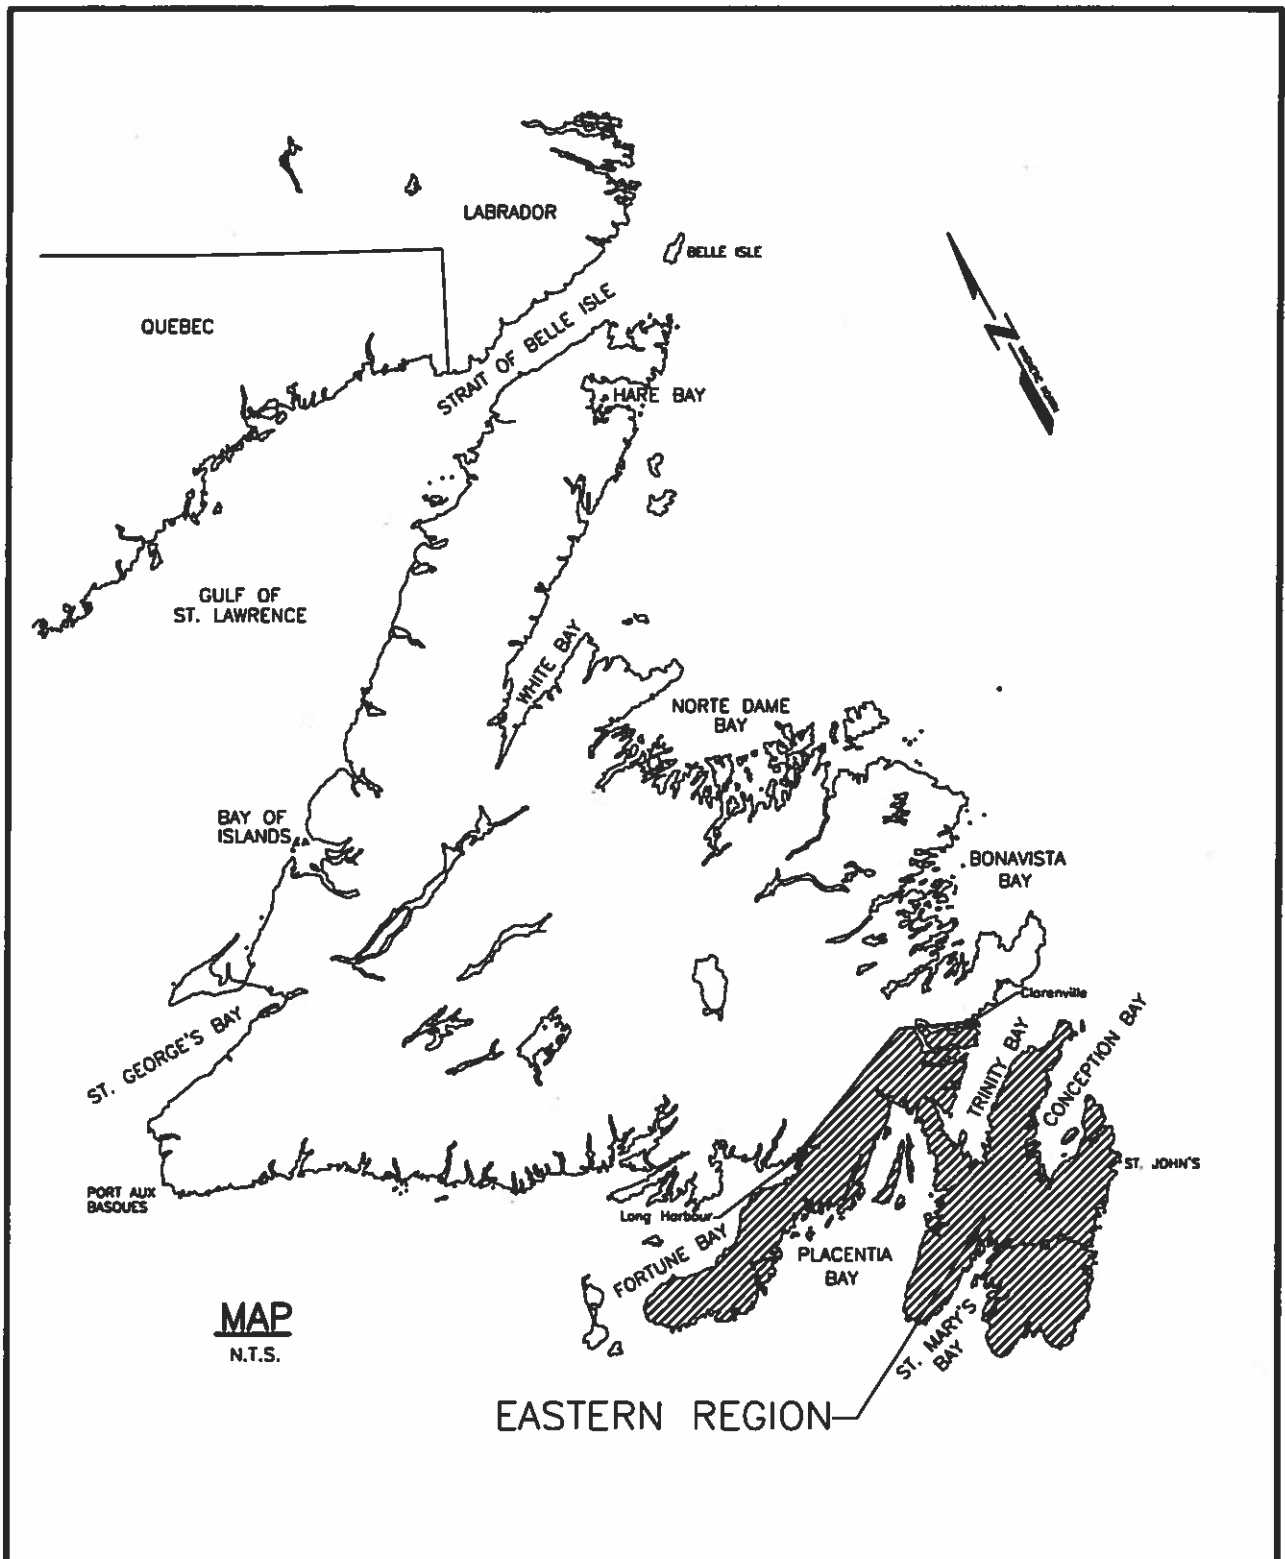 LABRADOR
BELLE ISLE
QUEBEC
STRAIT OF BELLE ISLE
N
MAGNETIC NORTH
HARE BAY
GULF OF
ST. LAWRENCE
WHITE BAY
NORTE DAME
BAY
BAY OF
ISLANDS
BONAVISTA
BAY
Clarenville
ST. GEORGE'S BAY
TRINITY BAY
CONCEPTION BAY
ST. JOHN'S
PORT AUX
BASQUES
Long Harbour
FORTUNE BAY
PLACENTIA
BAY
ST. MARY'S
BAY
MAP
N.T.S.
EASTERN REGION